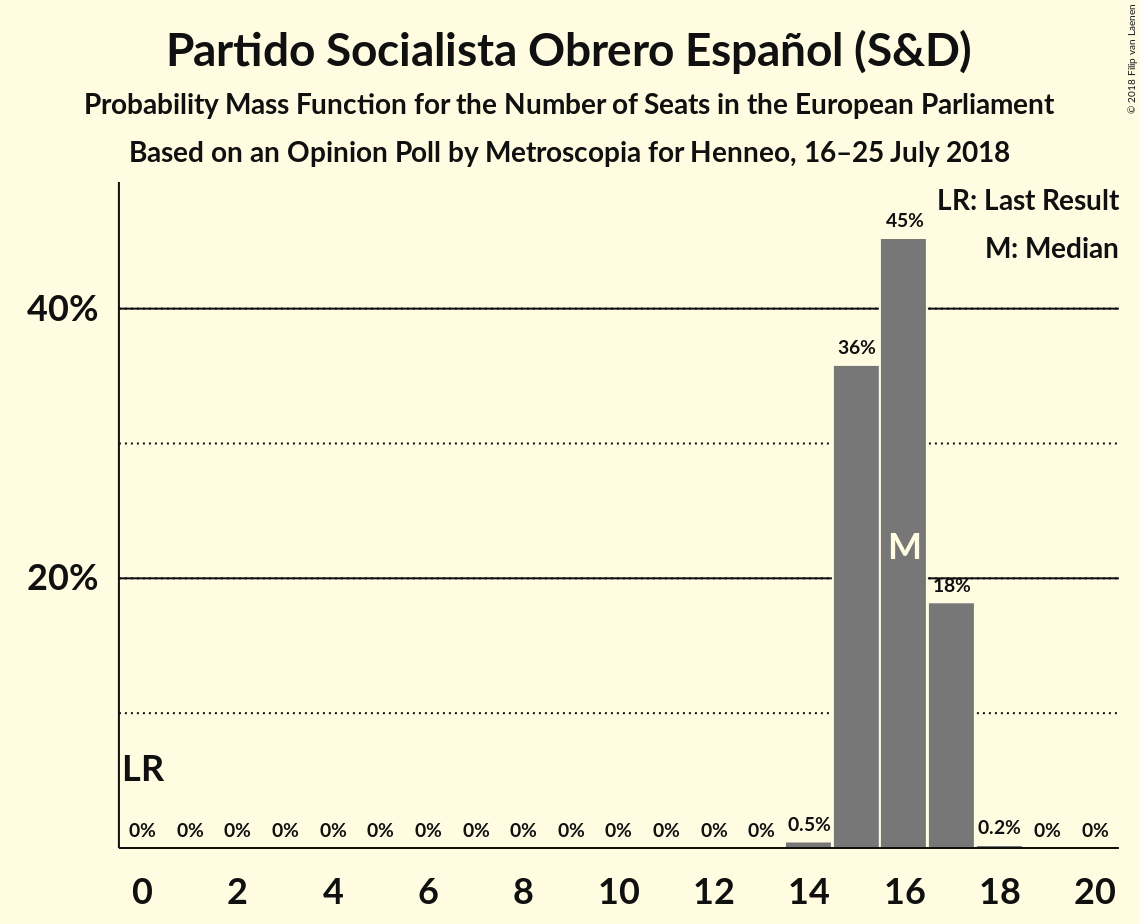 Partido Socialista Obrero Español (S&D)
Probability Mass Function for the Number of Seats in the European Parliament
Based on an Opinion Poll by Metroscopia for Henneo, 16–25 July 2018
© 2018 Filip van Laenen
LR: Last Result
M: Median
40%
20%
45%
36%
M
18%
LR
0% 0% 0% 0% 0% 0% 0% 0% 0% 0% 0% 0% 0% 0% 0.5% 0.2% 0% 0%
0 2 4 6 8 10 12 14 16 18 20